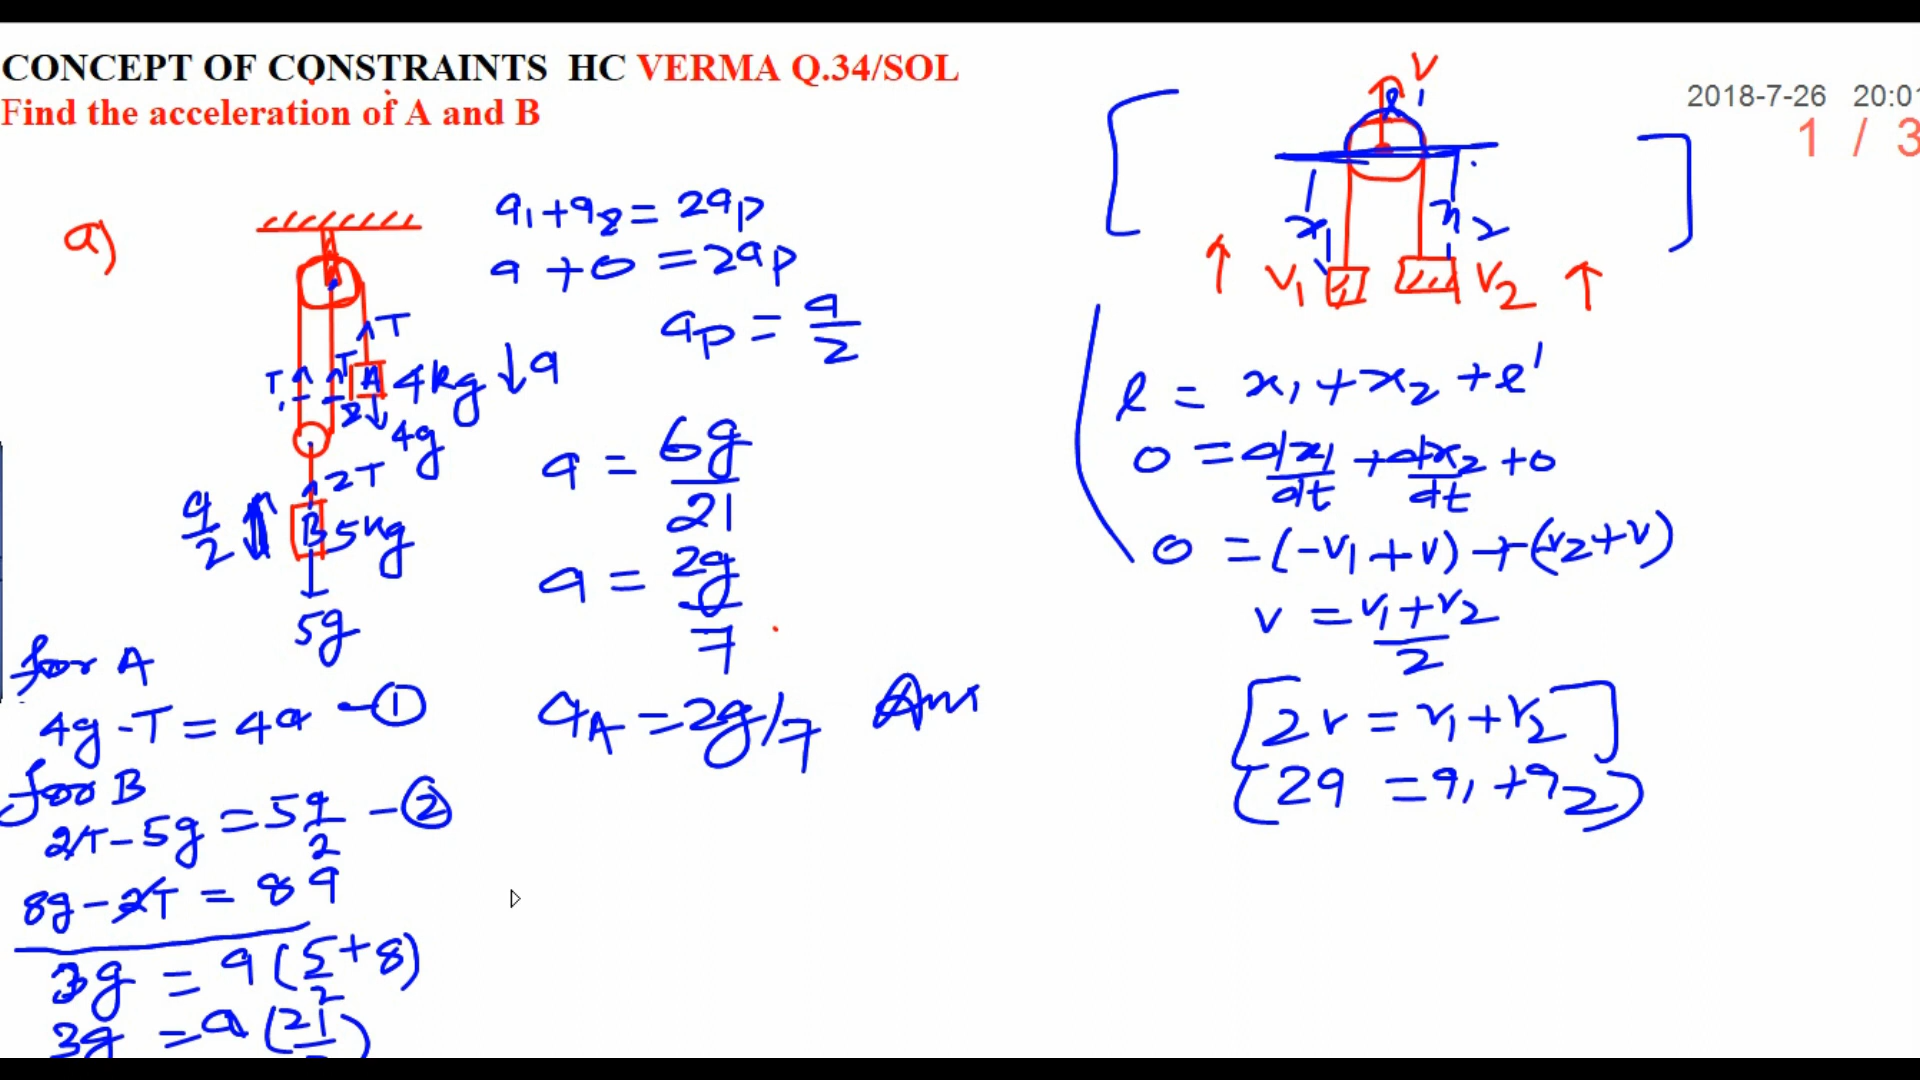 CONCEPT OF CONSTRAINTS HC VERMA Q.34/SOL
Find the acceleration of A and B
2018-7-26 20:01
1 / 3
a)
T
T
T
A 4kg ↓a
4g
2T
a/2
B 5kg
5g
a₁+a₂ = 2ap
a + 0 = 2ap
ap = a/2
a = 6g/21
a = 2g/7
aA = 2g/7 Ans
for A
4g - T = 4a - ①
for B
2T - 5g = 5a/2 - ②
8g - 2T = 8a
3g = a (5/2 + 8)
3g = a (21/2)
V
l'
x₁
x₂
V₁
V₂
l = x₁ + x₂ + l'
0 = dx₁/dt + dx₂/dt + 0
0 = (-v₁ + v) + (-v₂ + v)
v = v₁ + v₂/2
[2v = v₁ + v₂]
(2a = a₁ + a₂)